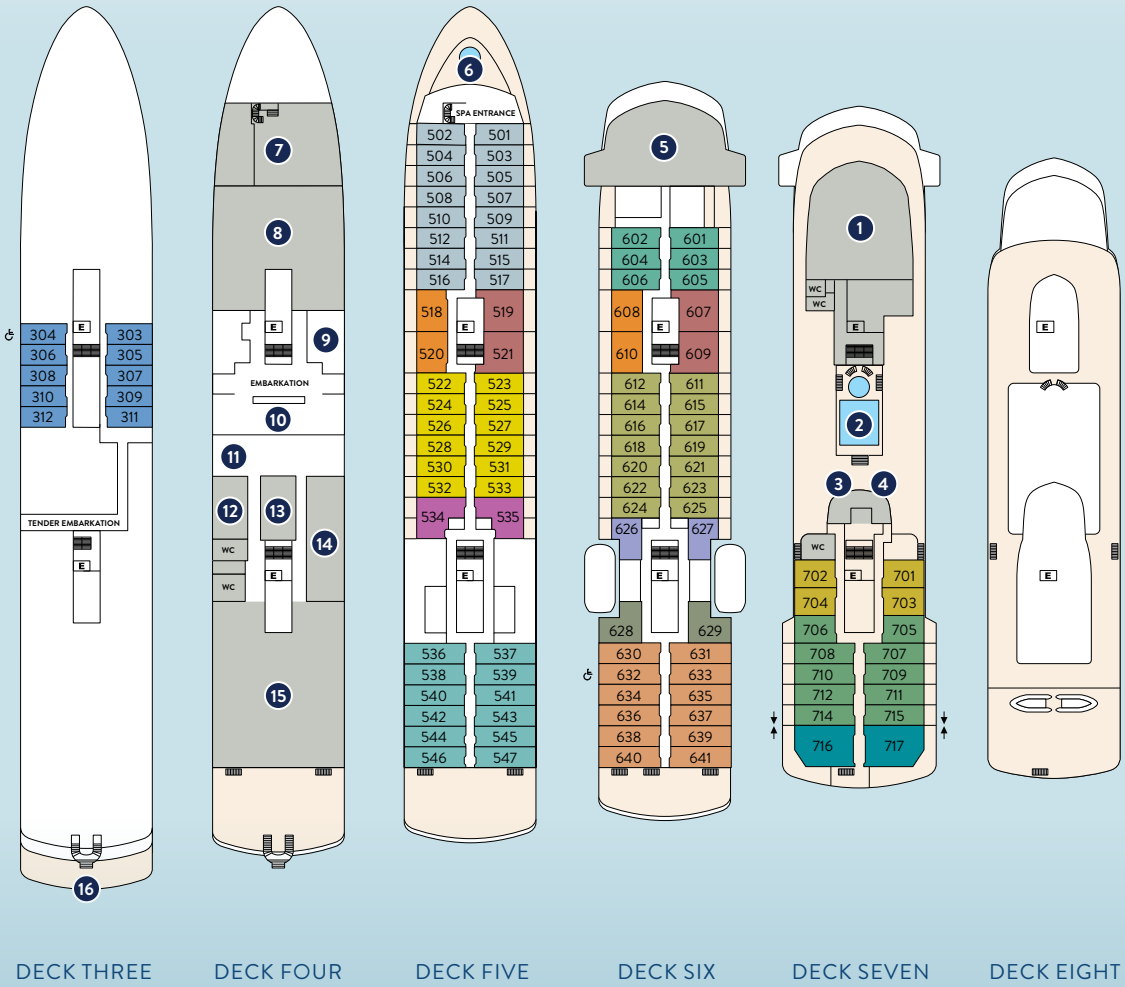 E
304 303
306 305
308 307
310 309
312 311
TENDER EMBARKATION
E
16
DECK THREE
7
8
E
9
EMBARKATION
10
11
12 13
14
WC
E
WC
15
DECK FOUR
6
SPA ENTRANCE
502 501
504 503
506 505
508 507
510 509
512 511
514 515
516 517
518 519
E
520 521
522 523
524 525
526 527
528 529
530 531
532 533
534 535
E
536 537
538 539
540 541
542 543
544 545
546 547
DECK FIVE
5
602 601
604 603
606 605
608 607
E
610 609
612 611
614 615
616 617
618 619
620 621
622 623
624 625
626 627
E
628 629
630 631
632 633
634 635
636 637
638 639
640 641
DECK SIX
1
WC
WC
E
2
3 4
WC
702 E 701
704 703
706 705
708 707
710 709
712 711
714 715
716 717
DECK SEVEN
E
E
DECK EIGHT